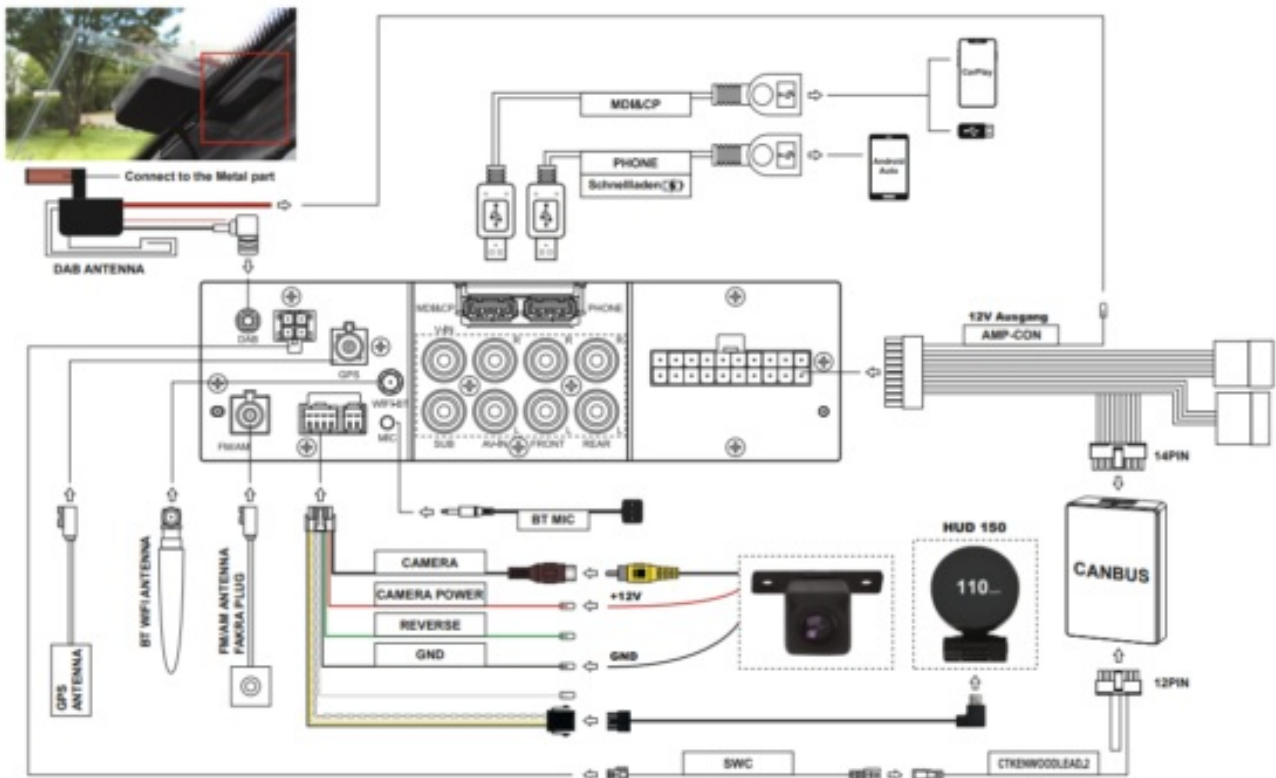 CarPlay
MDI&CP
PHONE
Schnellladen
Android
Auto
Connect to the Metal part
DAB ANTENNA
MDI&CP
PHONE
V-IN
R
R
R
DAB
GPS
WIFI+BT
MIC
FM/AM
L
L
L
SUB
AV-IN
FRONT
REAR
12V Ausgang
AMP-CON
14PIN
BT MIC
HUD 150
110
CANBUS
CAMERA
CAMERA POWER
+12V
REVERSE
GND
GND
BT WIFI ANTENNA
FM/AM ANTENNA
FAKRA PLUG
GPS
ANTENNA
12PIN
SWC
CTKENWOODLEAD.2